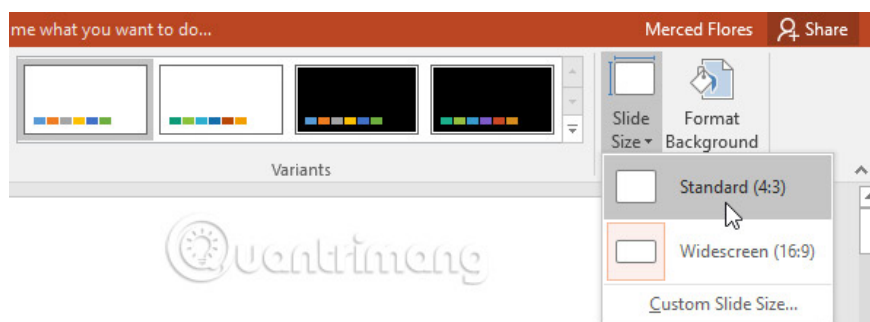 me what you want to do...
Merced Flores
Share
Slide
Size
Format
Background
Variants
Standard (4:3)
Widescreen (16:9)
Custom Slide Size...
Quantrimang